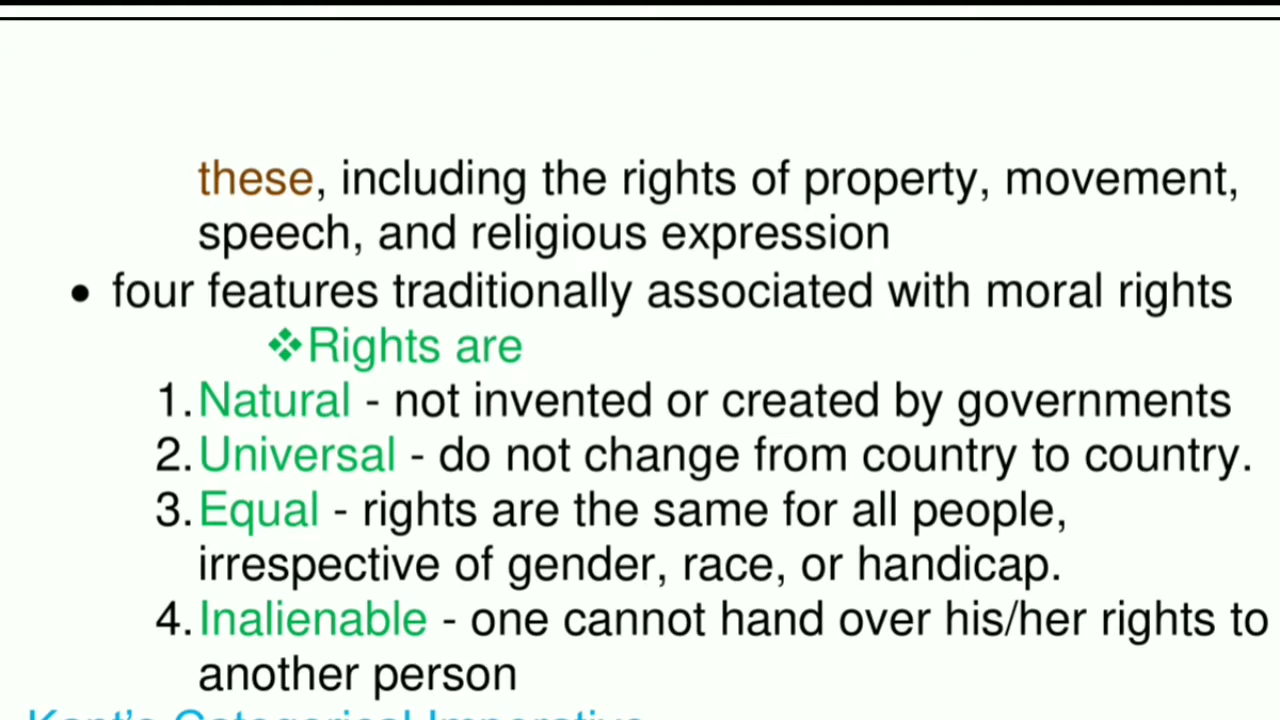 these, including the rights of property, movement,
speech, and religious expression
• four features traditionally associated with moral rights
❖Rights are
1. Natural - not invented or created by governments
2. Universal - do not change from country to country.
3. Equal - rights are the same for all people,
irrespective of gender, race, or handicap.
4. Inalienable - one cannot hand over his/her rights to
another person
Kant's Categorical Imperative